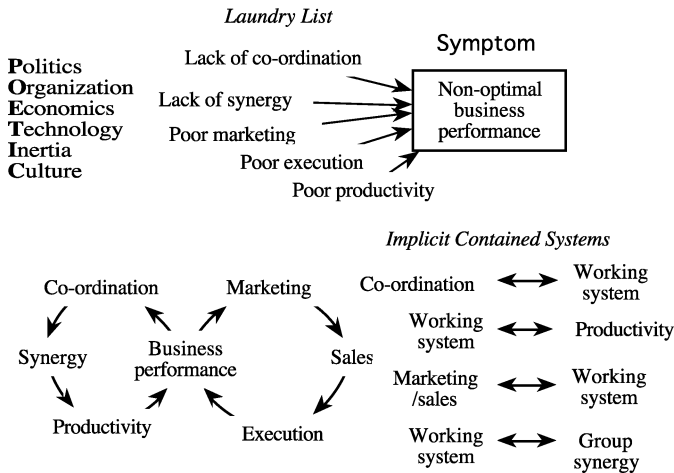 Laundry List
Politics
Organization
Economics
Technology
Inertia
Culture
Lack of co-ordination
Lack of synergy
Poor marketing
Poor execution
Poor productivity
Symptom
Non-optimal
business
performance
Co-ordination
Marketing
Synergy
Business
performance
Sales
Productivity
Execution
Implicit Contained Systems
Co-ordination
Working
system
Working
system
Productivity
Marketing
/sales
Working
system
Working
system
Group
synergy